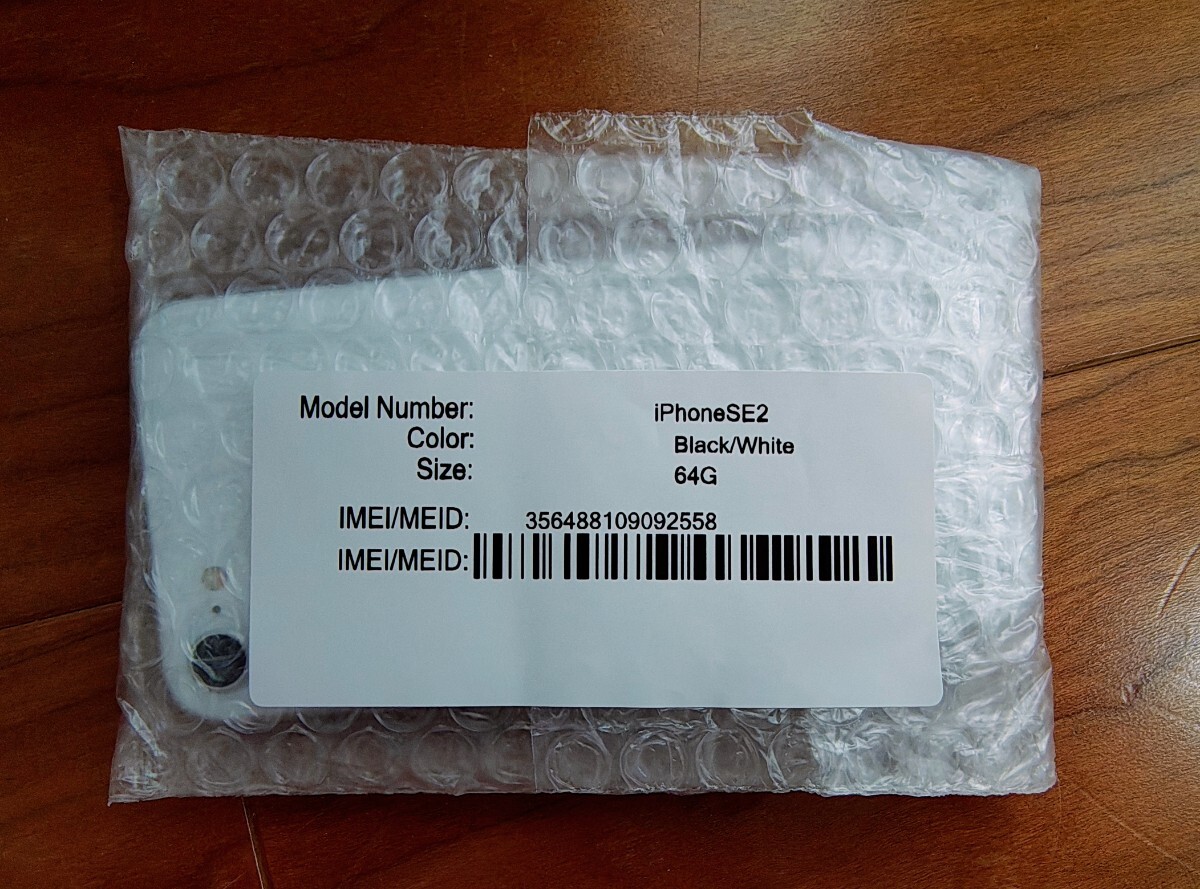 Model Number: iPhoneSE2
Color: Black/White
Size: 64G
IMEI/MEID: 356488109092558
IMEI/MEID: